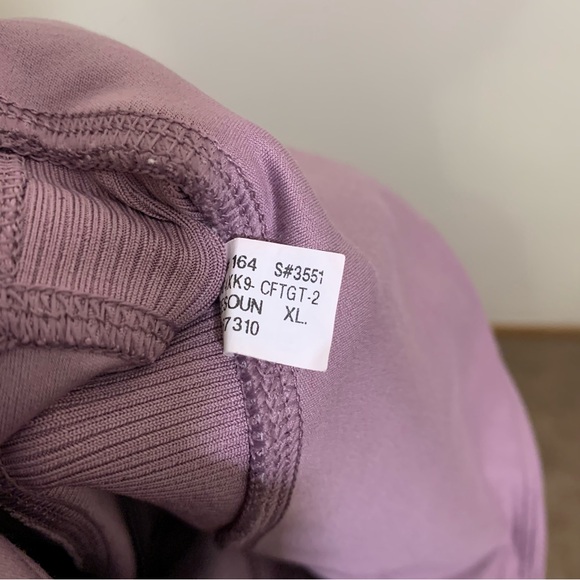 164 S#3551
K9- CFTGT-2
OUN XL.
7310